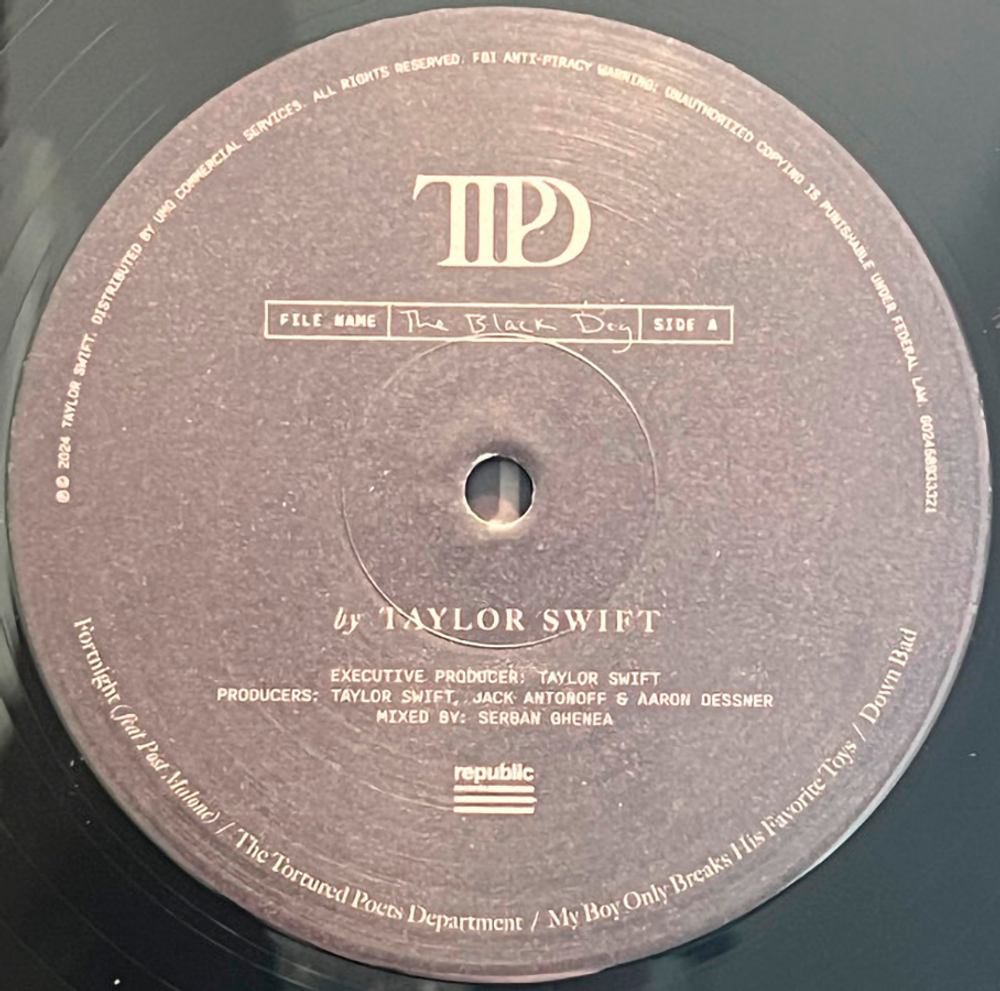 ℗ © 2024 TAYLOR SWIFT. DISTRIBUTED BY UMG COMMERCIAL SERVICES. ALL RIGHTS RESERVED. FBI ANTI-PIRACY WARNING: UNAUTHORIZED COPYING IS PUNISHABLE UNDER FEDERAL LAW. 602458933321
TTPD
FILE NAME The Black Dog SIDE A
by TAYLOR SWIFT
EXECUTIVE PRODUCER: TAYLOR SWIFT
PRODUCERS: TAYLOR SWIFT, JACK ANTONOFF & AARON DESSNER
MIXED BY: SERBAN GHENEA
republic
Fortnight (feat Post Malone) / The Tortured Poets Department / My Boy Only Breaks His Favorite Toys / Down Bad